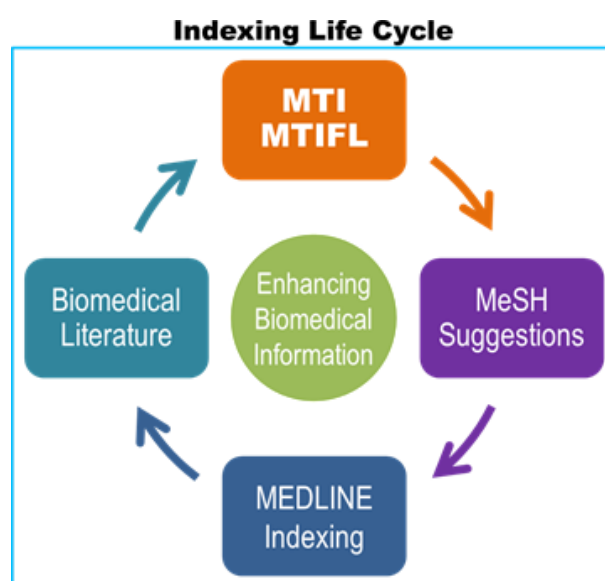 Indexing Life Cycle
MTI
MTIFL
Biomedical
Literature
Enhancing
Biomedical
Information
MeSH
Suggestions
MEDLINE
Indexing